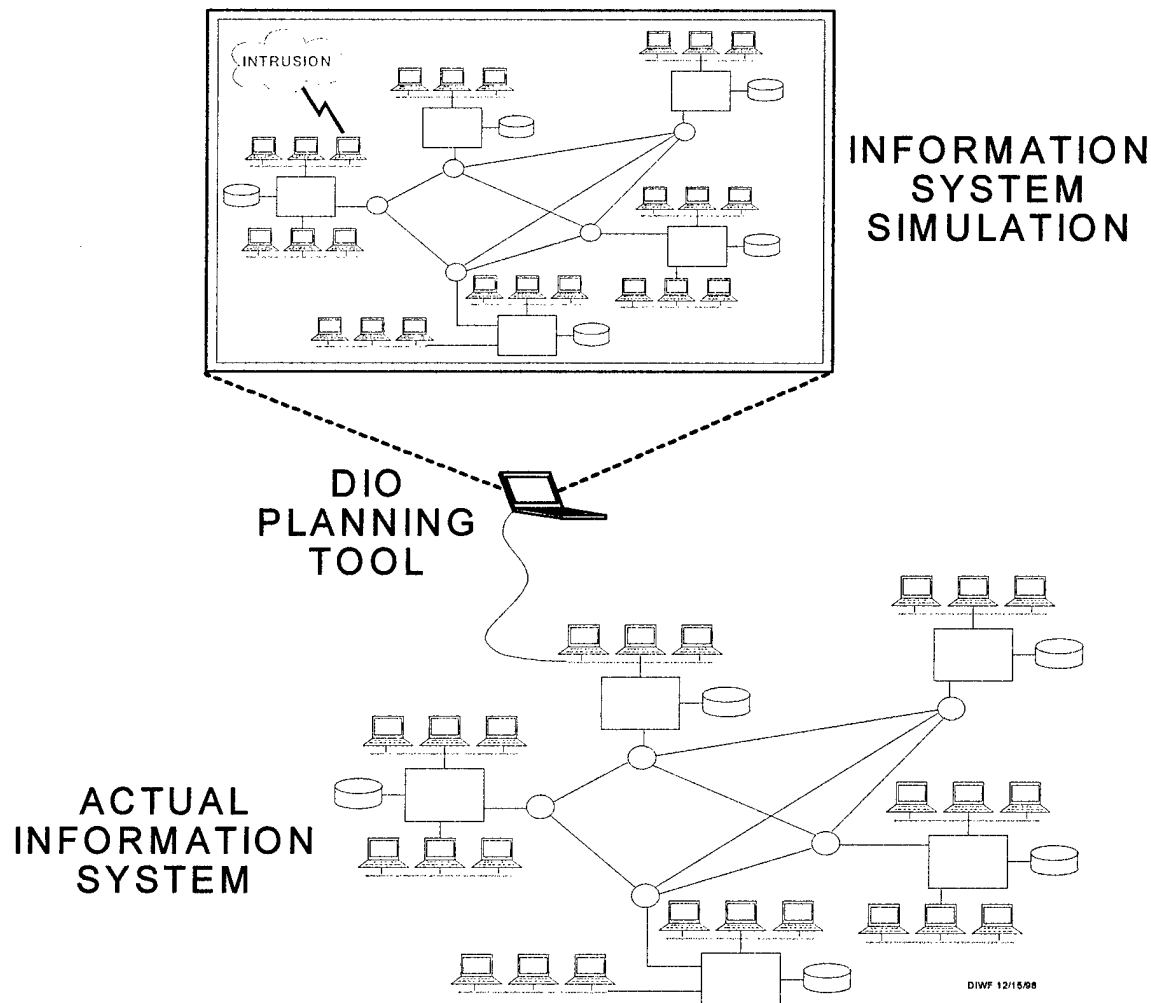 INTRUSION
INFORMATION
SYSTEM
SIMULATION
DIO
PLANNING
TOOL
ACTUAL
INFORMATION
SYSTEM
DIWF 12/15/98